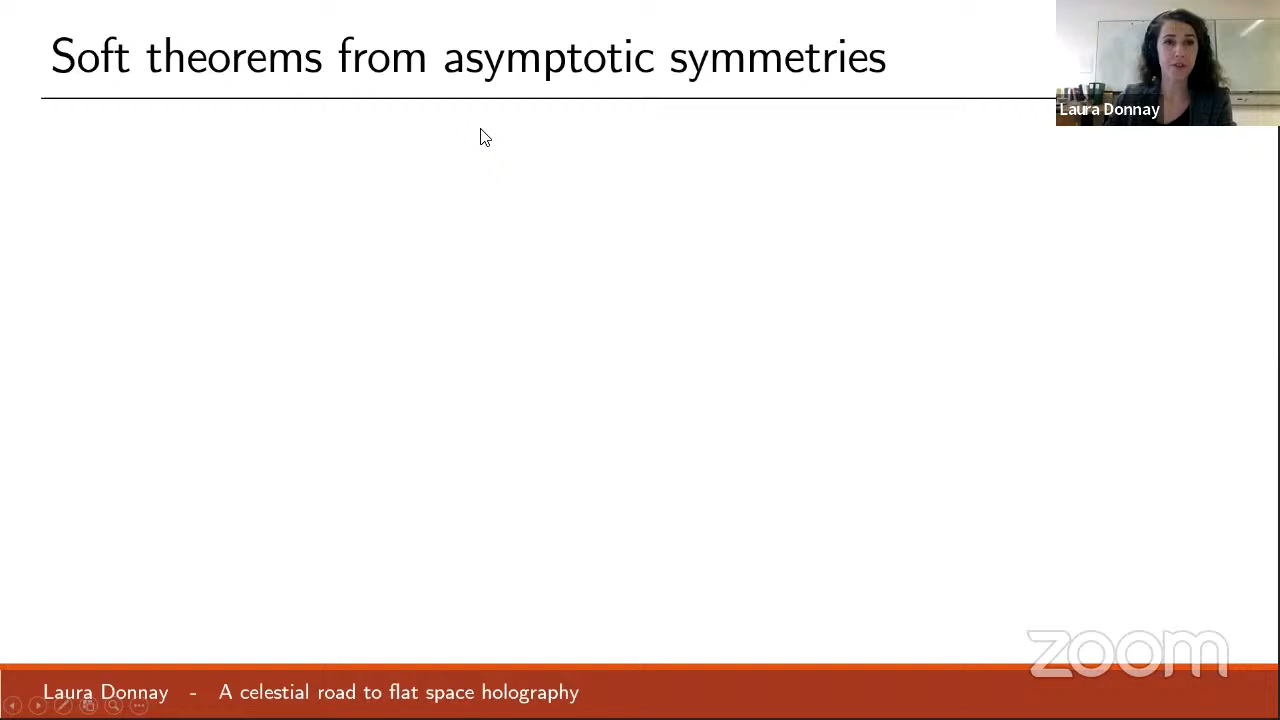 Soft theorems from asymptotic symmetries
Laura Donnay
zoom
Laura Donnay - A celestial road to flat space holography